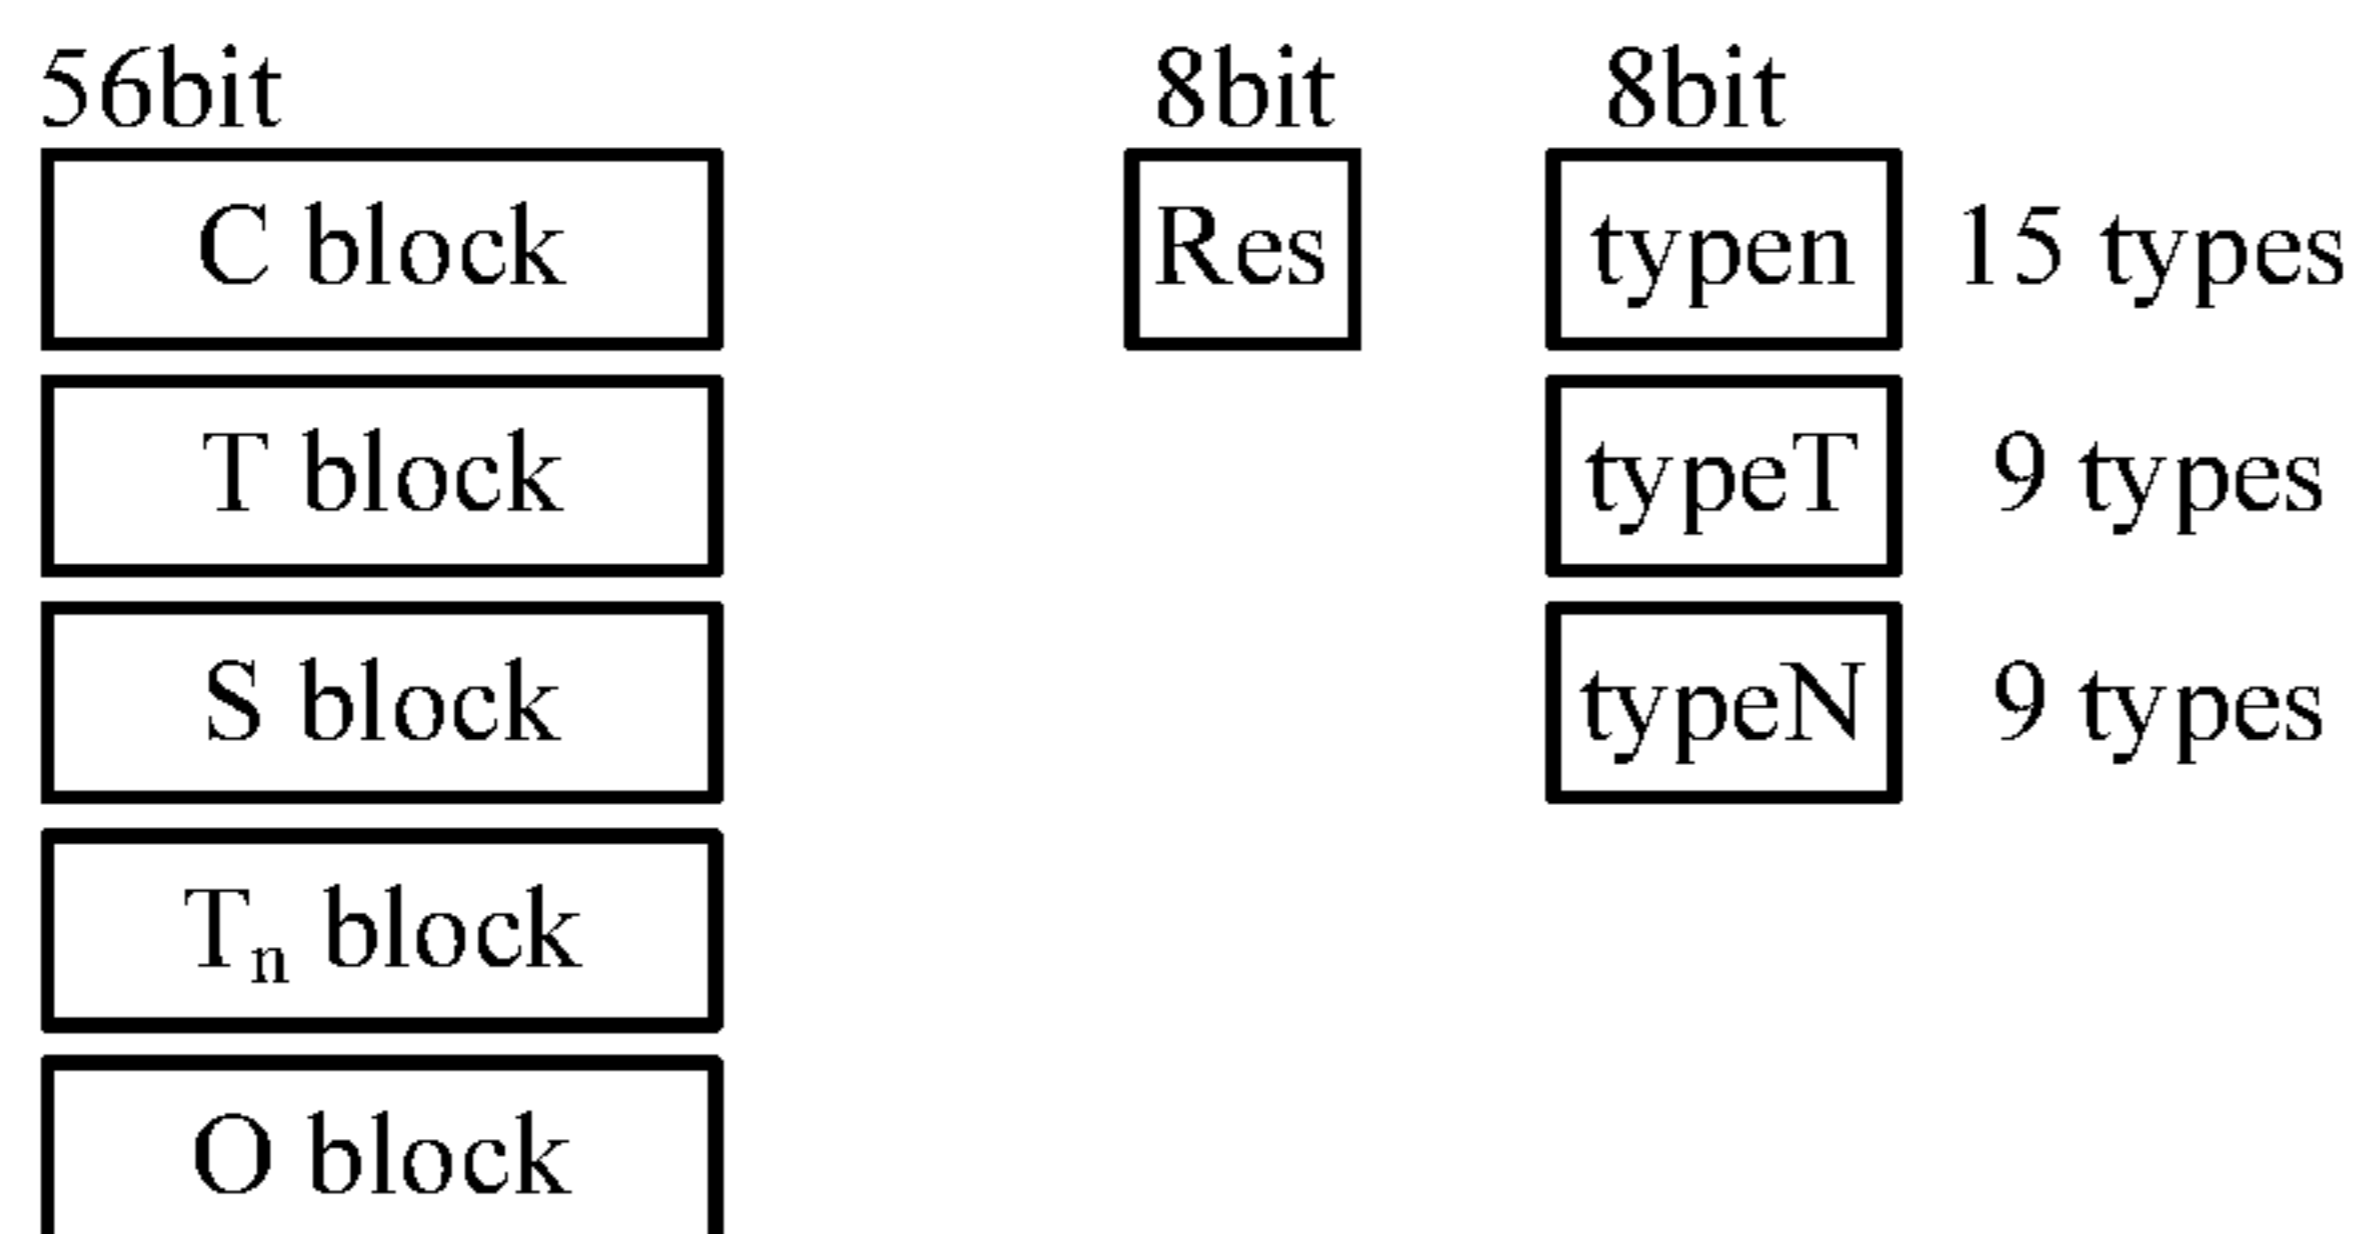 56bit 8bit 8bit
C block Res typen 15 types
T block typeT 9 types
S block typeN 9 types
Tn block
O block